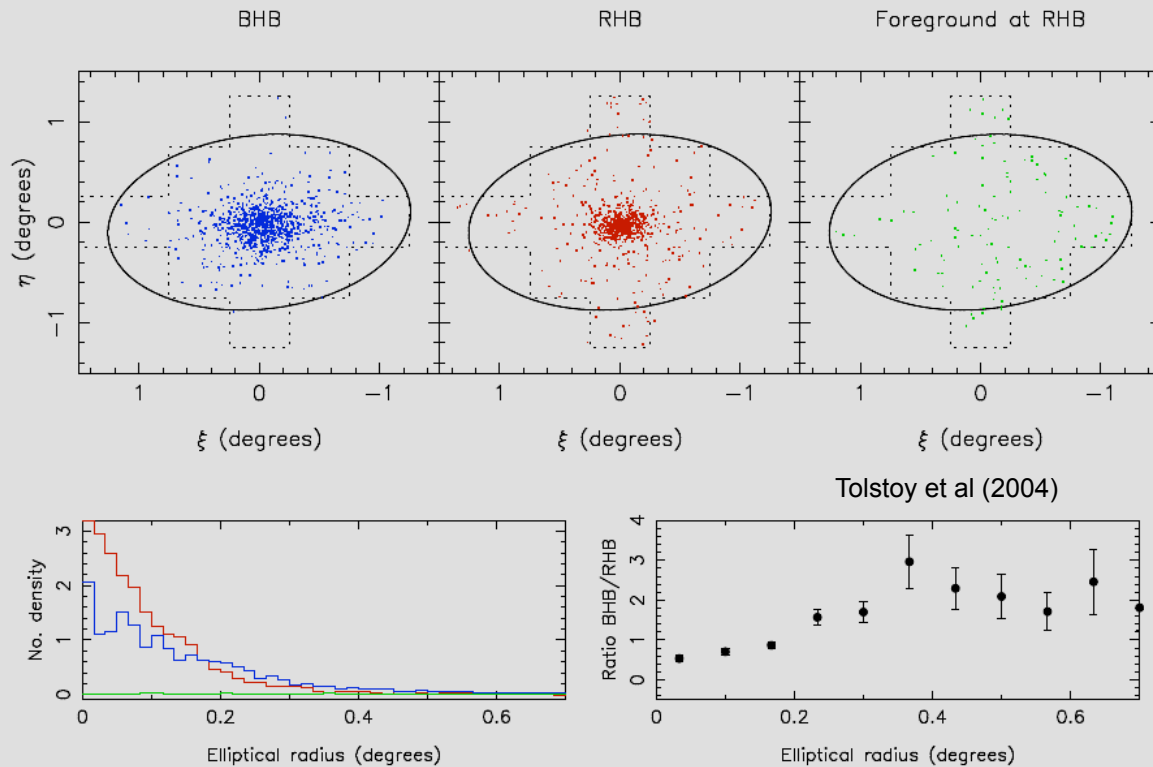 BHB
RHB
Foreground at RHB
η (degrees)
1
0
−1
1 0 −1
1 0 −1
1 0 −1
ξ (degrees)
ξ (degrees)
ξ (degrees)
Tolstoy et al (2004)
No. density
3
2
1
0
0 0.2 0.4 0.6
Elliptical radius (degrees)
Ratio BHB/RHB
4
3
2
1
0
0 0.2 0.4 0.6
Elliptical radius (degrees)